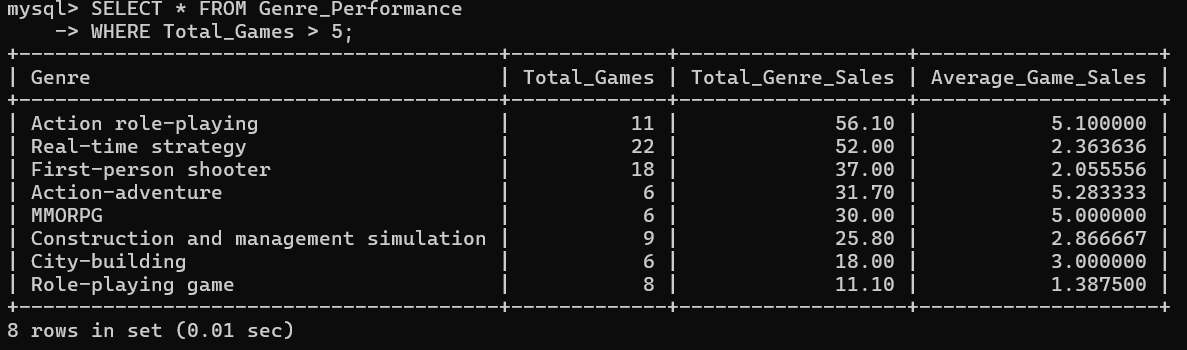 mysql> SELECT * FROM Genre_Performance
    -> WHERE Total_Games > 5;
+-----------------------------------------+-------------+-------------------+--------------------+
| Genre                                   | Total_Games | Total_Genre_Sales | Average_Game_Sales |
+-----------------------------------------+-------------+-------------------+--------------------+
| Action role-playing                     |          11 |             56.10 |           5.100000 |
| Real-time strategy                      |          22 |             52.00 |           2.363636 |
| First-person shooter                    |          18 |             37.00 |           2.055556 |
| Action-adventure                        |           6 |             31.70 |           5.283333 |
| MMORPG                                  |           6 |             30.00 |           5.000000 |
| Construction and management simulation |           9 |             25.80 |           2.866667 |
| City-building                           |           6 |             18.00 |           3.000000 |
| Role-playing game                       |           8 |             11.10 |           1.387500 |
+-----------------------------------------+-------------+-------------------+--------------------+
8 rows in set (0.01 sec)